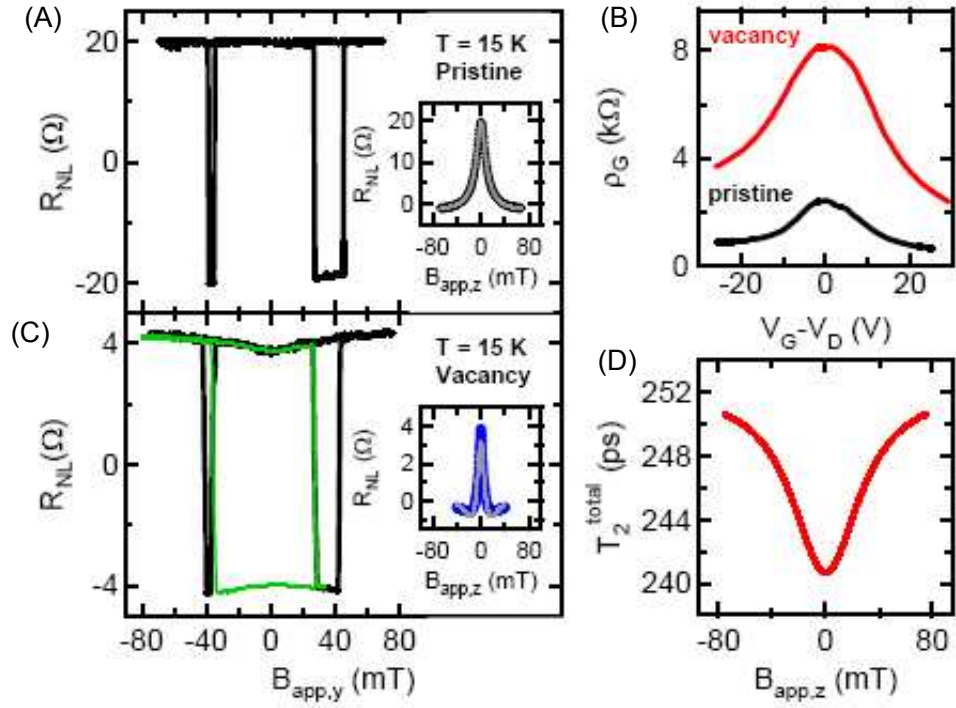 (A)
20
0
-20
R_NL (Ω)
T = 15 K
Pristine
20
10
0
R_NL (Ω)
-80 0 80
B_app,z (mT)
(B)
vacancy
pristine
8
4
0
ρ_G (kΩ)
-20 0 20
V_G-V_D (V)
(C)
4
0
-4
R_NL (Ω)
T = 15 K
Vacancy
4
2
0
R_NL (Ω)
-80 0 80
B_app,z (mT)
-80 -40 0 40 80
B_app,y (mT)
(D)
252
248
244
240
T_2^total (ps)
-80 0 80
B_app,z (mT)